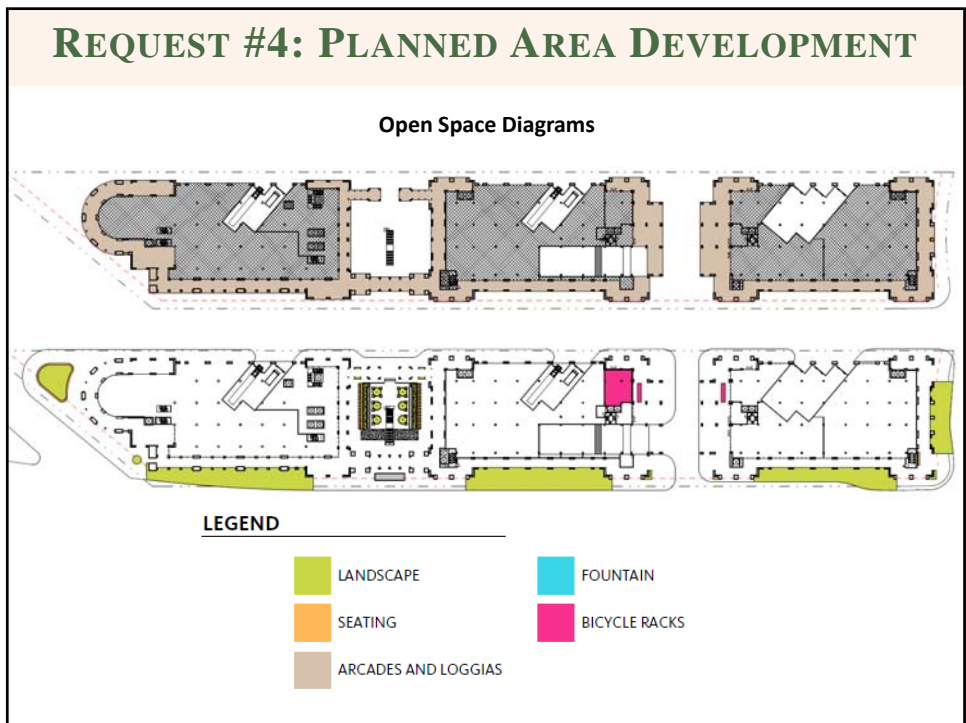 REQUEST #4: PLANNED AREA DEVELOPMENT
Open Space Diagrams
LEGEND
LANDSCAPE
FOUNTAIN
SEATING
BICYCLE RACKS
ARCADES AND LOGGIAS